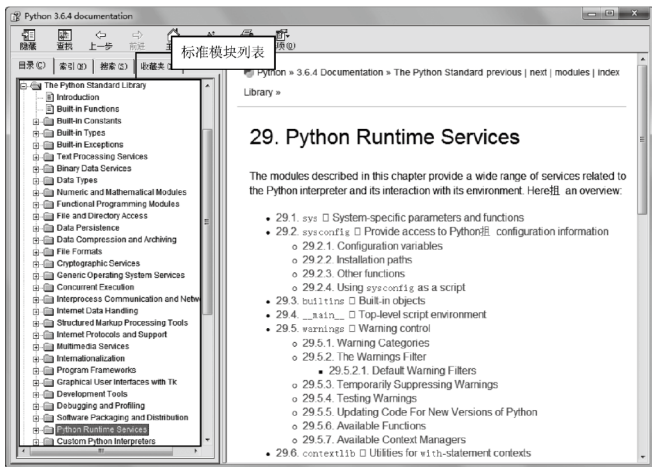 Python 3.6.4 documentation
隐藏 查找 上一步 前进
标准模块列表
目录(C) 索引(N) 搜索(S) 收藏夹
The Python Standard Library
Introduction
Built-in Functions
Built-in Constants
Built-in Types
Built-in Exceptions
Text Processing Services
Binary Data Services
Data Types
Numeric and Mathematical Modules
Functional Programming Modules
File and Directory Access
Data Persistence
Data Compression and Archiving
File Formats
Cryptographic Services
Generic Operating System Services
Concurrent Execution
Interprocess Communication and Netw
Internet Data Handling
Structured Markup Processing Tools
Internet Protocols and Support
Multimedia Services
Internationalization
Program Frameworks
Graphical User Interfaces with Tk
Development Tools
Debugging and Profiling
Software Packaging and Distribution
Python Runtime Services
Custom Python Interpreters
Python » 3.6.4 Documentation » The Python Standard previous | next | modules | index
Library »
29. Python Runtime Services
The modules described in this chapter provide a wide range of services related to
the Python interpreter and its interaction with its environment. Here抯 an overview:
29.1. sys □ System-specific parameters and functions
29.2. sysconfig □ Provide access to Python抯 configuration information
29.2.1. Configuration variables
29.2.2. Installation paths
29.2.3. Other functions
29.2.4. Using sysconfig as a script
29.3. builtins □ Built-in objects
29.4. __main__ □ Top-level script environment
29.5. warnings □ Warning control
29.5.1. Warning Categories
29.5.2. The Warnings Filter
29.5.2.1. Default Warning Filters
29.5.3. Temporarily Suppressing Warnings
29.5.4. Testing Warnings
29.5.5. Updating Code For New Versions of Python
29.5.6. Available Functions
29.5.7. Available Context Managers
29.6. contextlib □ Utilities for with-statement contexts